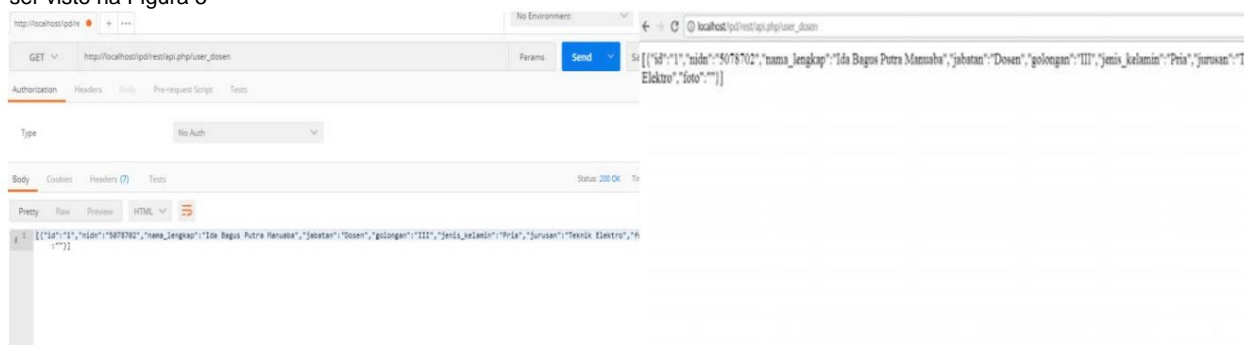 ser visto na Figura
http://localhost/ipd/re + ... No Environment
GET http://localhost/ipd/rest/api.php/user_dosen Params Send
Authorization Headers Body Pre-request Script Tests
Type No Auth
Body Cookies Headers (7) Tests Status: 200 OK
Pretty Raw Preview HTML
1 [{"id":"1","nidn":"5078702","nama_lengkap":"Ida Bagus Putra Manuaba","jabatan":"Dosen","golongan":"III","jenis_kelamin":"Pria","jurusan":"Teknik Elektro","f
:""}]
localhost/ipd/rest/api.php/user_dosen
[{"id":"1","nidn":"5078702","nama_lengkap":"Ida Bagus Putra Manuaba","jabatan":"Dosen","golongan":"III","jenis_kelamin":"Pria","jurusan":"T
Elektro","foto":""}]